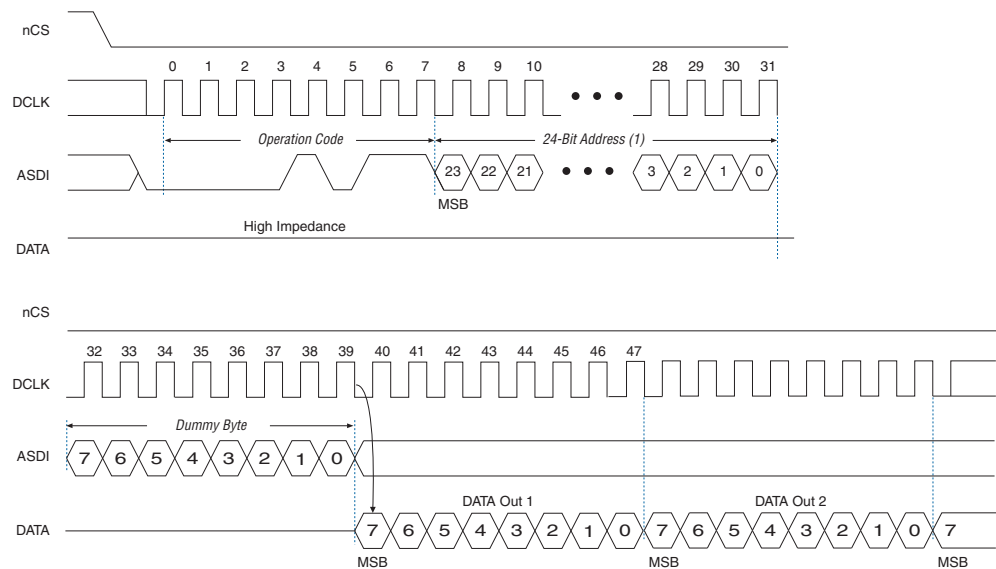 nCS
0 1 2 3 4 5 6 7 8 9 10 28 29 30 31
DCLK
Operation Code 24-Bit Address (1)
ASDI 23 22 21 3 2 1 0
MSB
High Impedance
DATA
nCS
32 33 34 35 36 37 38 39 40 41 42 43 44 45 46 47
DCLK
Dummy Byte
ASDI 7 6 5 4 3 2 1 0
DATA Out 1 DATA Out 2
DATA 7 6 5 4 3 2 1 0 7 6 5 4 3 2 1 0 7
MSB MSB MSB